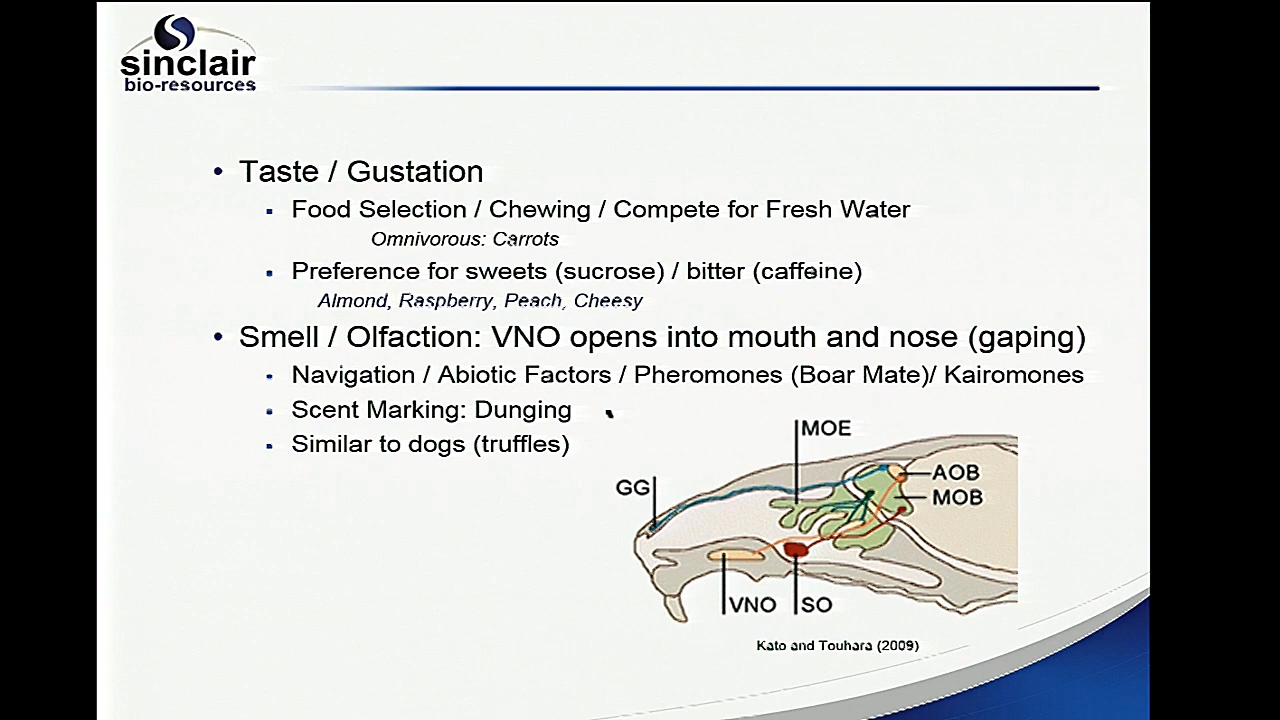 sinclair
bio-resources
• Taste / Gustation
▪ Food Selection / Chewing / Compete for Fresh Water
Omnivorous: Carrots
▪ Preference for sweets (sucrose) / bitter (caffeine)
Almond, Raspberry, Peach, Cheesy
• Smell / Olfaction: VNO opens into mouth and nose (gaping)
▪ Navigation / Abiotic Factors / Pheromones (Boar Mate)/ Kairomones
▪ Scent Marking: Dunging
▪ Similar to dogs (truffles)
MOE
AOB
GG
MOB
VNO
SO
Kato and Touhara (2009)